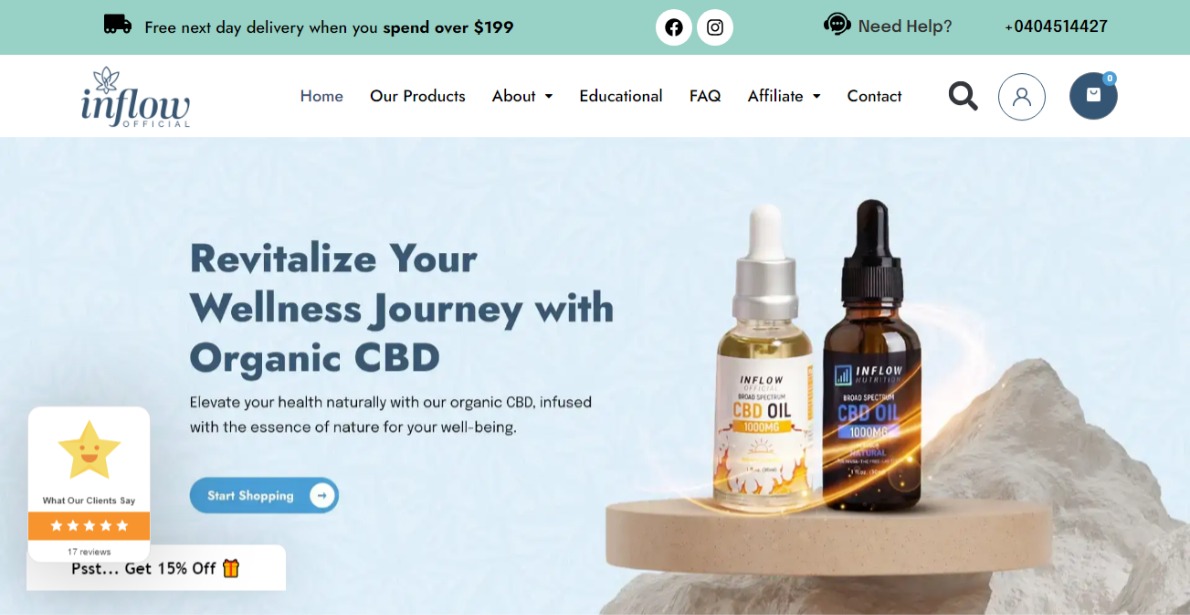 Free next day delivery when you spend over $199
Need Help?
+0404514427
inflow
OFFICIAL
Home
Our Products
About
Educational
FAQ
Affiliate
Contact
0
Revitalize Your
Wellness Journey with
Organic CBD
Elevate your health naturally with our organic CBD, infused
with the essence of nature for your well-being.
Start Shopping
INFLOW
OFFICIAL
BROAD SPECTRUM
CBD OIL
1000MG
INFLOW
NUTRITION
BROAD SPECTRUM
CBD OIL
1000MG
NATURAL
What Our Clients Say
17 reviews
Psst... Get 15% Off